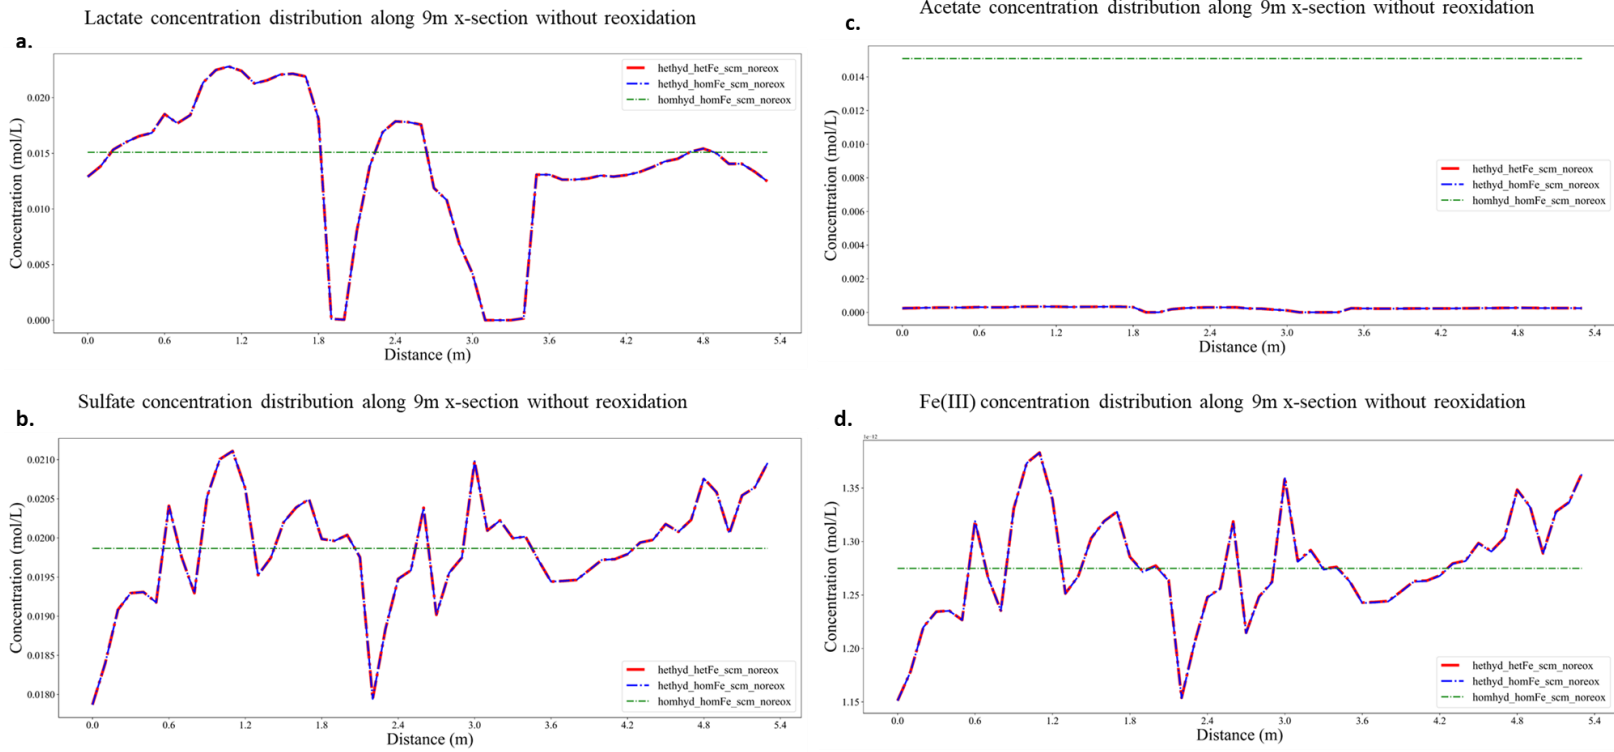 Lactate concentration distribution along 9m x-section without reoxidation
a.
Concentration (mol/L)
0.020
0.015
0.010
0.005
0.000
hethyd_hetFe_scm_noreox
hethyd_homFe_scm_noreox
homhyd_homFe_scm_noreox
0.0 0.6 1.2 1.8 2.4 3.0 3.6 4.2 4.8 5.4
Distance (m)
Acetate concentration distribution along 9m x-section without reoxidation
c.
Concentration (mol/L)
0.014
0.012
0.010
0.008
0.006
0.004
0.002
0.000
hethyd_hetFe_scm_noreox
hethyd_homFe_scm_noreox
homhyd_homFe_scm_noreox
0.0 0.6 1.2 1.8 2.4 3.0 3.6 4.2 4.8 5.4
Distance (m)
Sulfate concentration distribution along 9m x-section without reoxidation
b.
Concentration (mol/L)
0.0210
0.0205
0.0200
0.0195
0.0190
0.0185
0.0180
hethyd_hetFe_scm_noreox
hethyd_homFe_scm_noreox
homhyd_homFe_scm_noreox
0.0 0.6 1.2 1.8 2.4 3.0 3.6 4.2 4.8 5.4
Distance (m)
Fe(III) concentration distribution along 9m x-section without reoxidation
d.
1e-12
Concentration (mol/L)
1.35
1.30
1.25
1.20
1.15
hethyd_hetFe_scm_noreox
hethyd_homFe_scm_noreox
homhyd_homFe_scm_noreox
0.0 0.6 1.2 1.8 2.4 3.0 3.6 4.2 4.8 5.4
Distance (m)